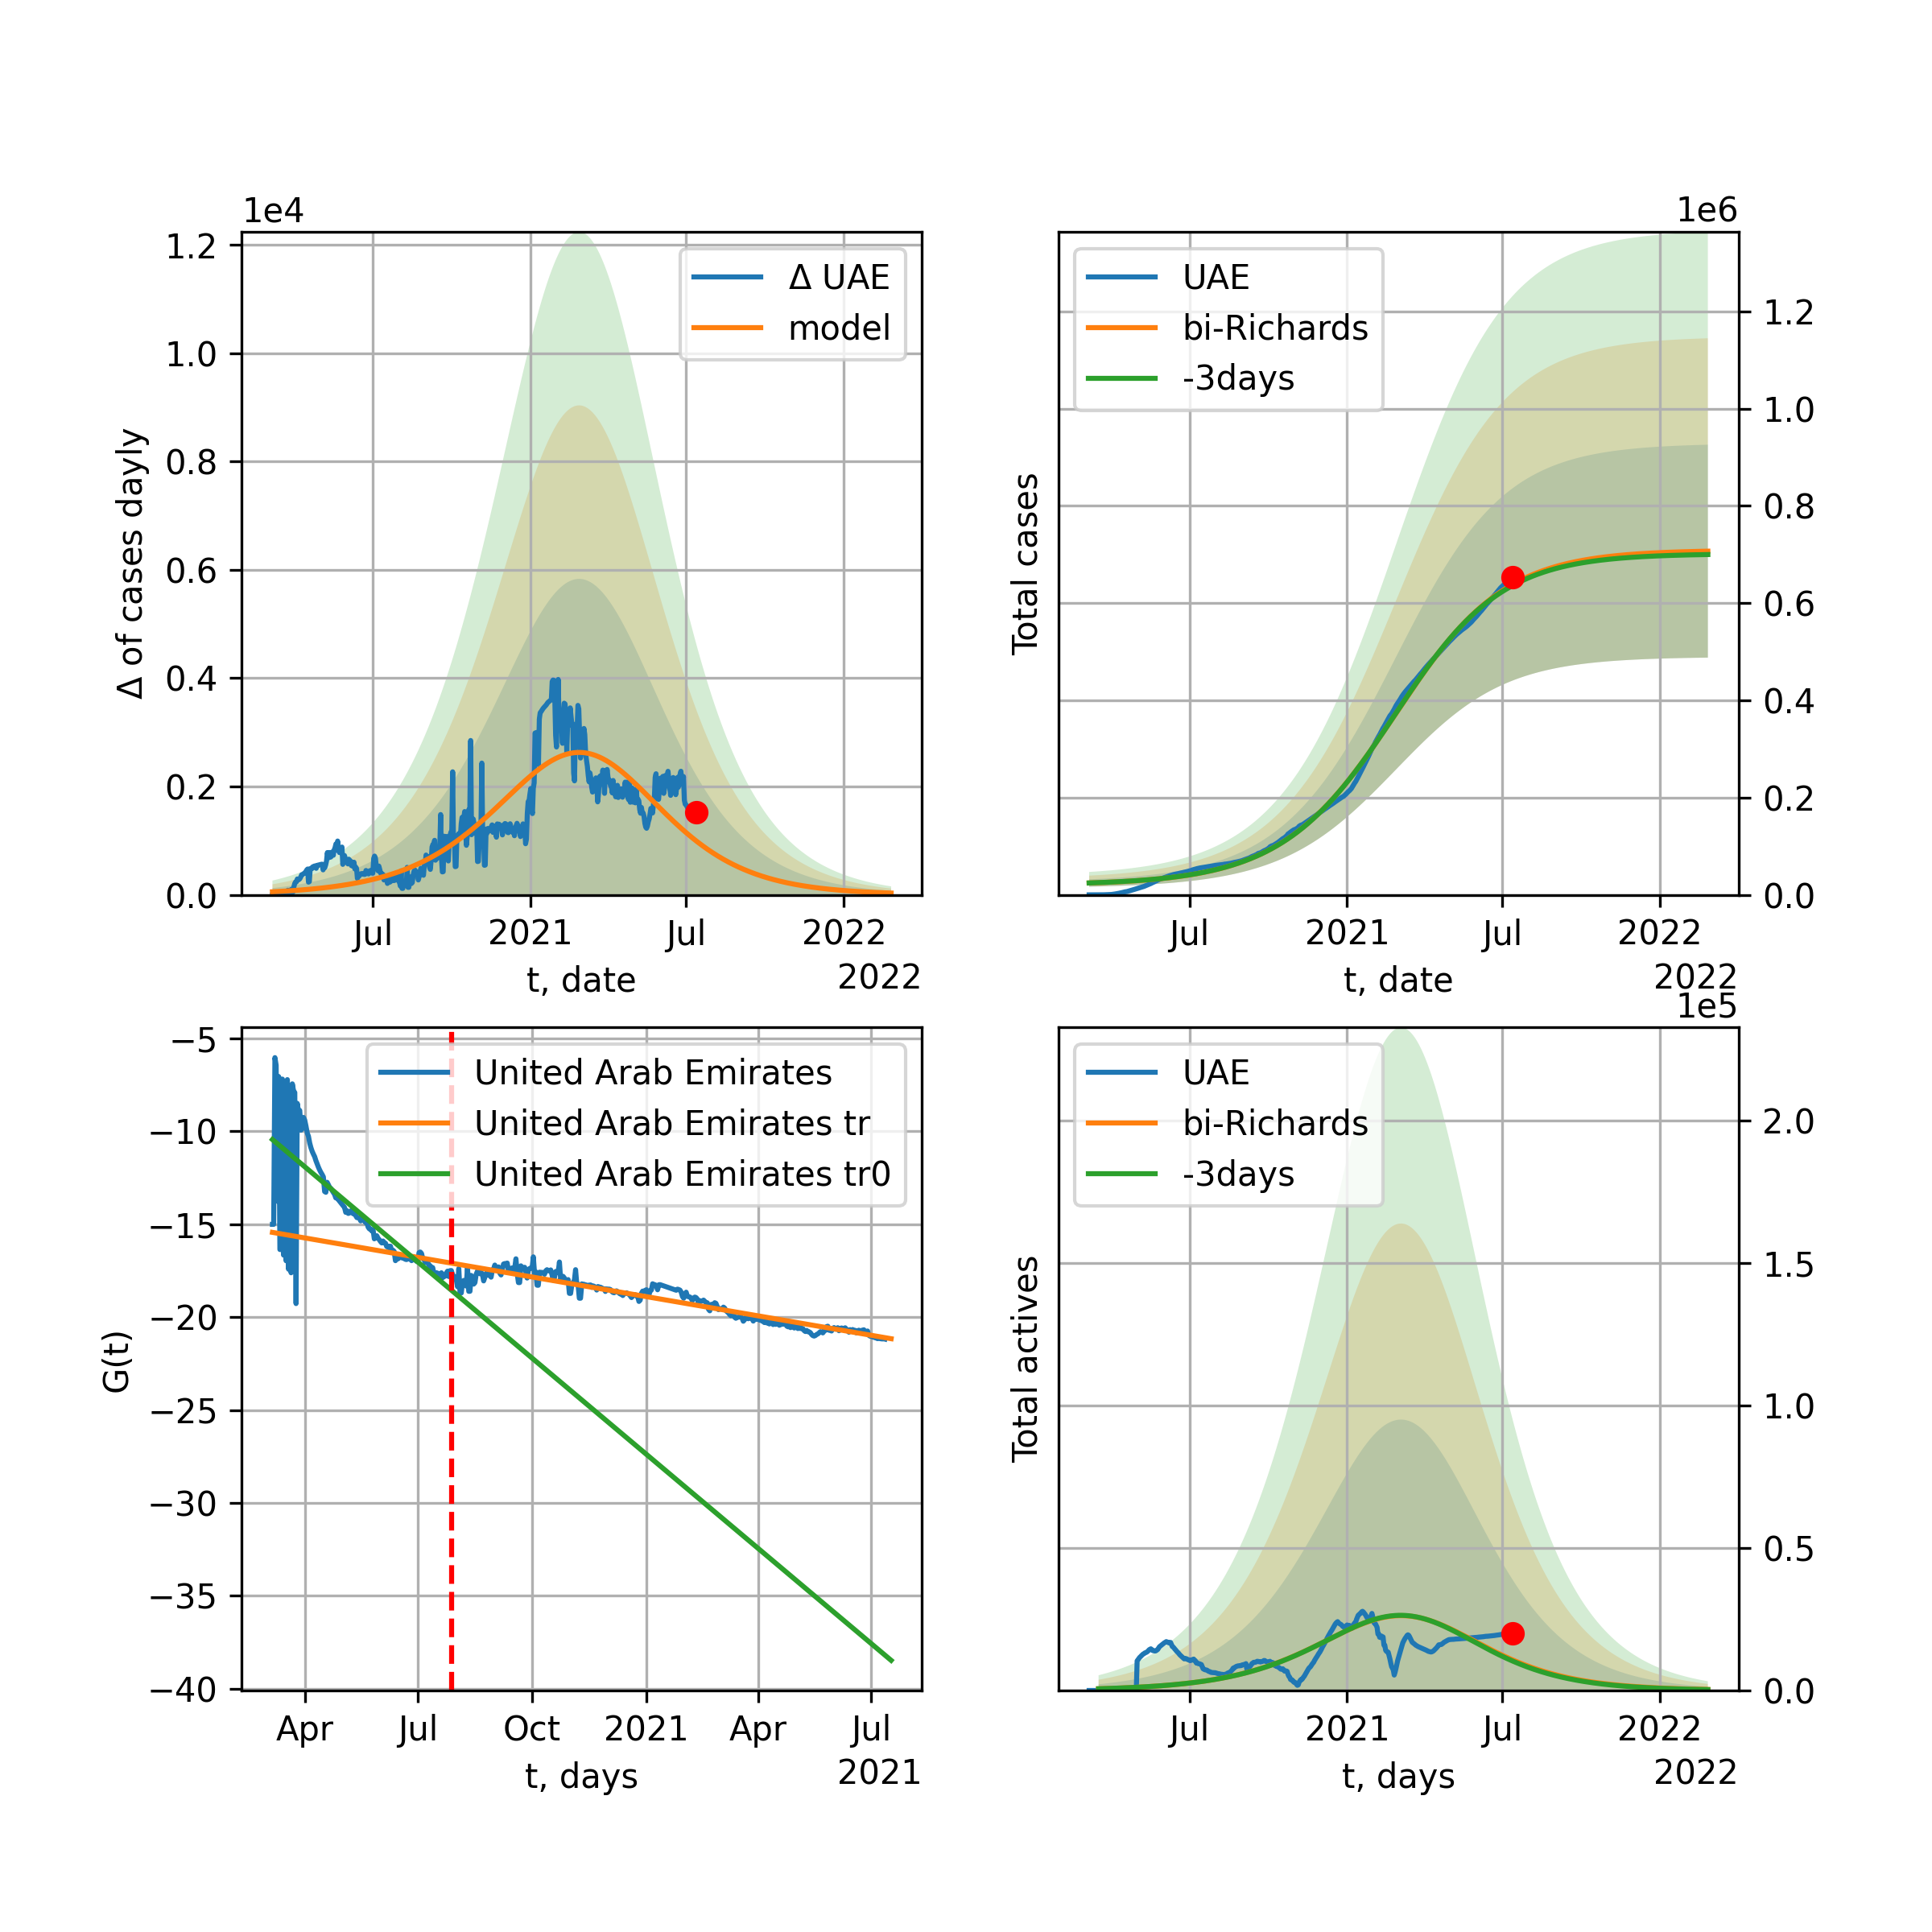 1e4
1.2
1.0
0.8
0.6
0.4
0.2
0.0
Δ of cases dayly
Δ UAE
model
Jul
2021
Jul
2022
t, date
2022
1e6
UAE
bi-Richards
-3days
Total cases
1.2
1.0
0.8
0.6
0.4
0.2
0.0
Jul
2021
Jul
2022
t, date
2022
−5
−10
−15
−20
−25
−30
−35
−40
G(t)
United Arab Emirates
United Arab Emirates tr
United Arab Emirates tr0
Apr
Jul
Oct
2021
Apr
Jul
t, days
2021
1e5
UAE
bi-Richards
-3days
Total actives
2.0
1.5
1.0
0.5
0.0
Jul
2021
Jul
2022
t, days
2022